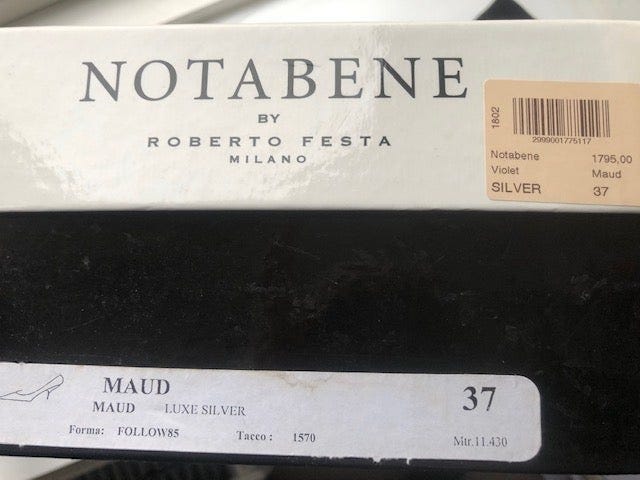 NOTABENE
BY
ROBERTO FESTA
MILANO
1802
2999001775117
Notabene 1795,00
Violet Maud
SILVER 37
MAUD 37
MAUD LUXE SILVER
Forma: FOLLOW85 Tacco: 1570 Mtr.11.430